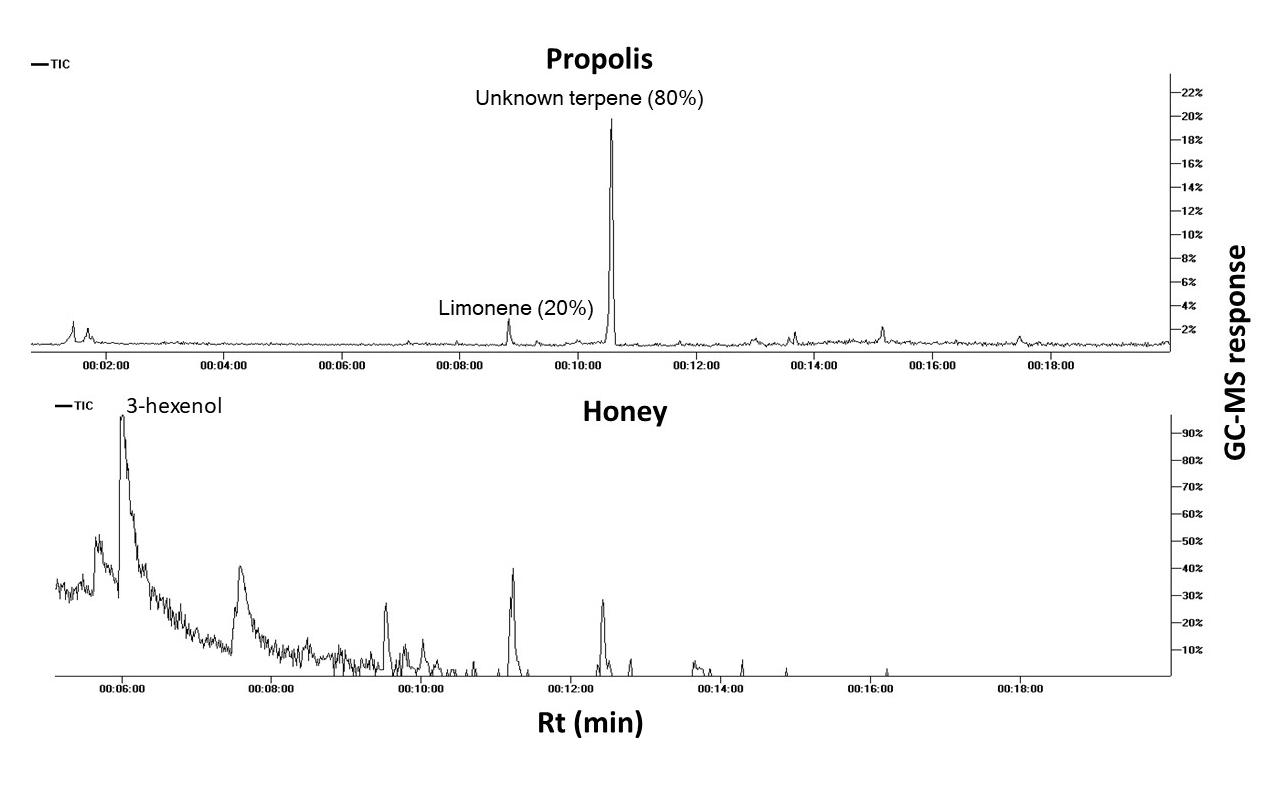 Propolis
TIC
Unknown terpene (80%)
22%
20%
18%
16%
14%
12%
10%
8%
6%
4%
2%
Limonene (20%)
00:02:00 00:04:00 00:06:00 00:08:00 00:10:00 00:12:00 00:14:00 00:16:00 00:18:00
GC-MS response
TIC
3-hexenol
Honey
90%
80%
70%
60%
50%
40%
30%
20%
10%
00:06:00 00:08:00 00:10:00 00:12:00 00:14:00 00:16:00 00:18:00
Rt (min)